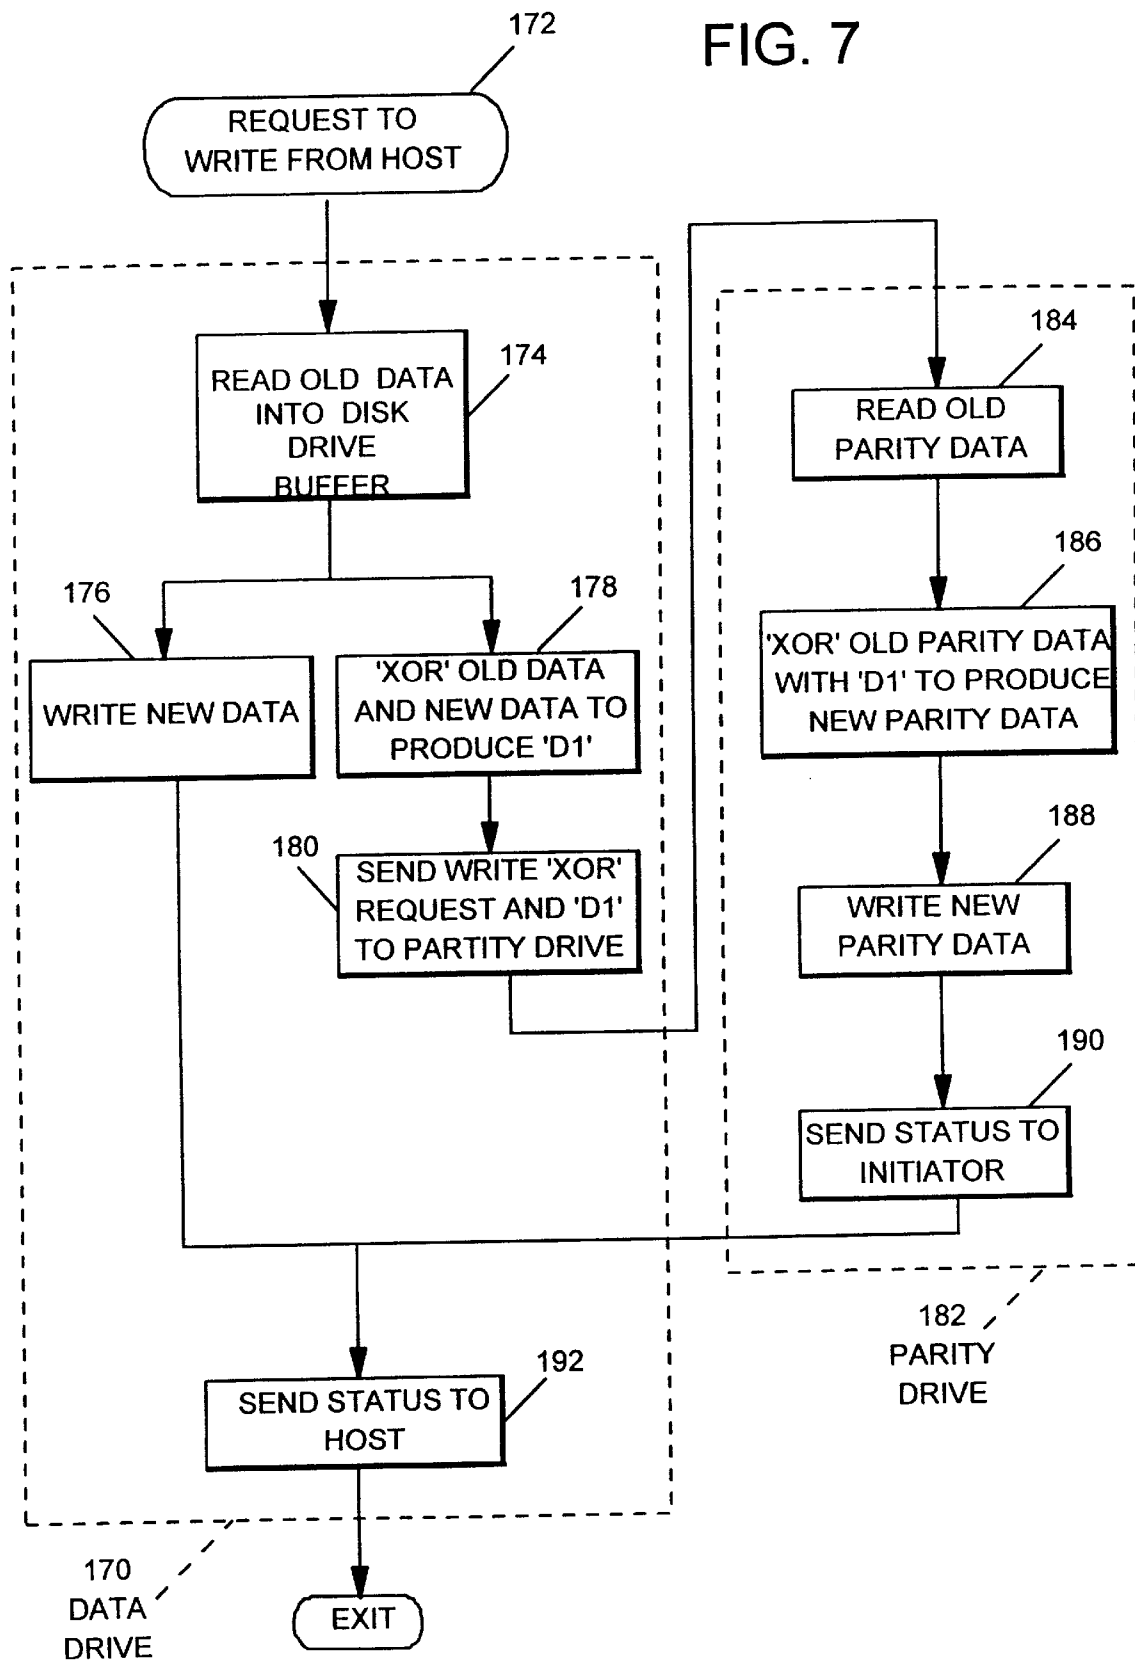 FIG. 7
172
REQUEST TO
WRITE FROM HOST
174
READ OLD DATA
INTO DISK
DRIVE
BUFFER
176
WRITE NEW DATA
178
'XOR' OLD DATA
AND NEW DATA TO
PRODUCE 'D1'
180
SEND WRITE 'XOR'
REQUEST AND 'D1'
TO PARTITY DRIVE
184
READ OLD
PARITY DATA
186
'XOR' OLD PARITY DATA
WITH 'D1' TO PRODUCE
NEW PARITY DATA
188
WRITE NEW
PARITY DATA
190
SEND STATUS TO
INITIATOR
182
PARITY
DRIVE
192
SEND STATUS TO
HOST
170
DATA
DRIVE
EXIT